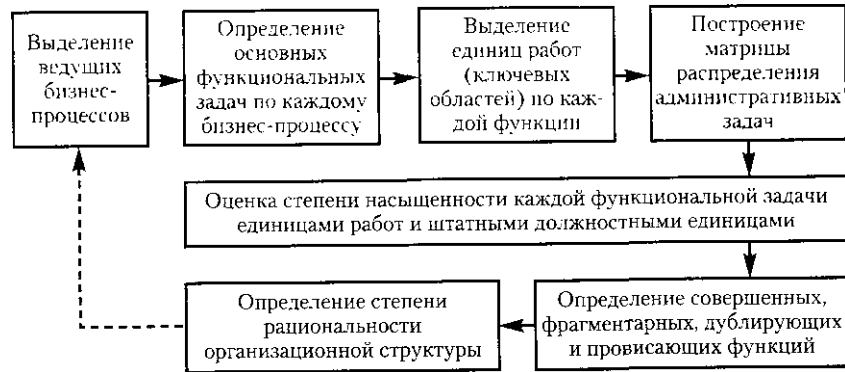 Выделение
ведущих
бизнес-
процессов
Определение
основных
функциональных
задач по каждому
бизнес-процессу
Выделение
единиц работ
(ключевых
областей) по каж-
дой функции
Построение
матрицы
распределения
административных
задач
Оценка степени насыщенности каждой функциональной задачи
единицами работ и штатными должностными единицами
Определение степени
рациональности
организационной структуры
Определение совершенных,
фрагментарных, дублирующих
и провисающих функций